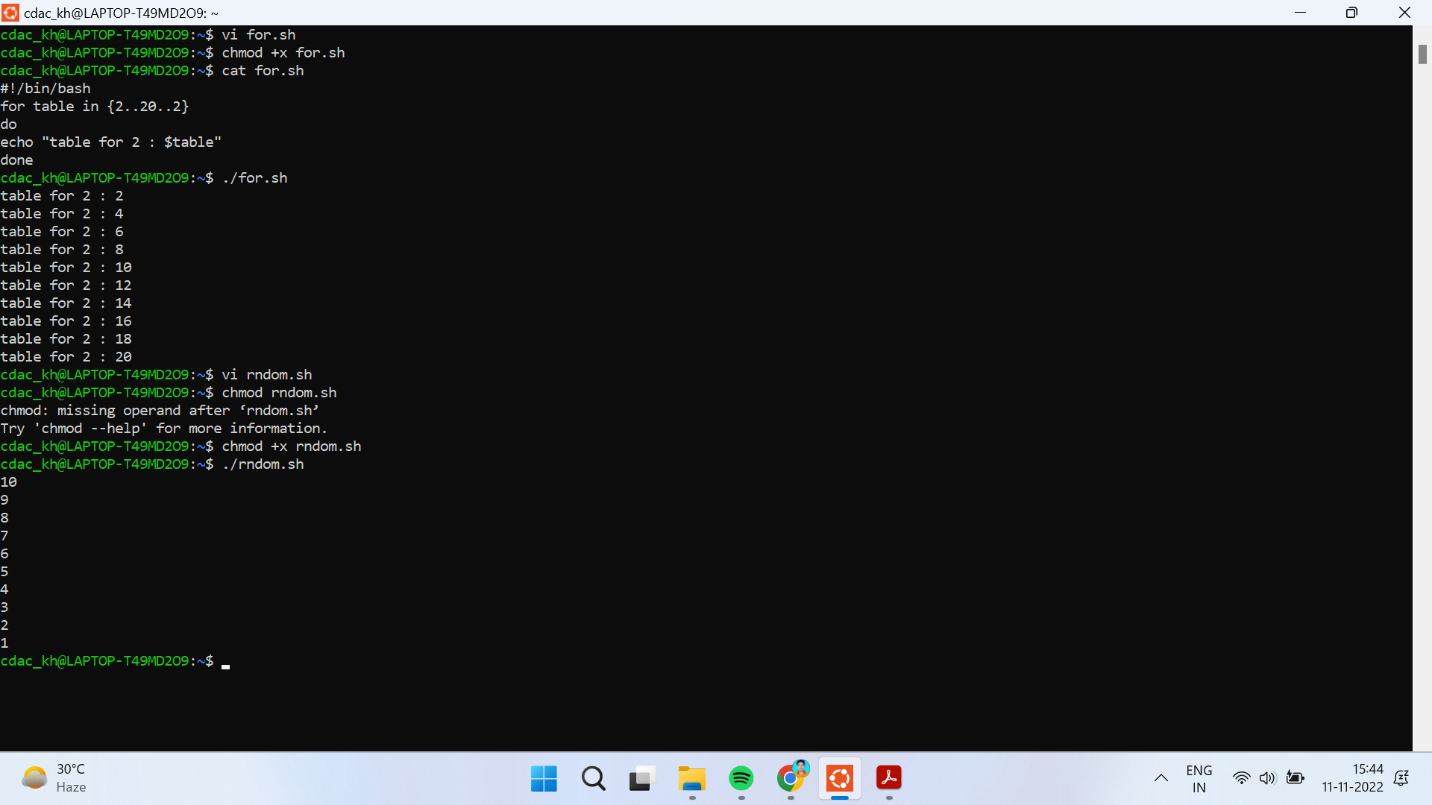 cdac_kh@LAPTOP-T49MD2O9: ~
cdac_kh@LAPTOP-T49MD2O9:~$ vi for.sh
cdac_kh@LAPTOP-T49MD2O9:~$ chmod +x for.sh
cdac_kh@LAPTOP-T49MD2O9:~$ cat for.sh
#!/bin/bash
for table in {2..20..2}
do
echo "table for 2 : $table"
done
cdac_kh@LAPTOP-T49MD2O9:~$ ./for.sh
table for 2 : 2
table for 2 : 4
table for 2 : 6
table for 2 : 8
table for 2 : 10
table for 2 : 12
table for 2 : 14
table for 2 : 16
table for 2 : 18
table for 2 : 20
cdac_kh@LAPTOP-T49MD2O9:~$ vi rndom.sh
cdac_kh@LAPTOP-T49MD2O9:~$ chmod rndom.sh
chmod: missing operand after ‘rndom.sh’
Try 'chmod --help' for more information.
cdac_kh@LAPTOP-T49MD2O9:~$ chmod +x rndom.sh
cdac_kh@LAPTOP-T49MD2O9:~$ ./rndom.sh
10
9
8
7
6
5
4
3
2
1
cdac_kh@LAPTOP-T49MD2O9:~$
30°C
Haze
ENG
IN
15:44
11-11-2022